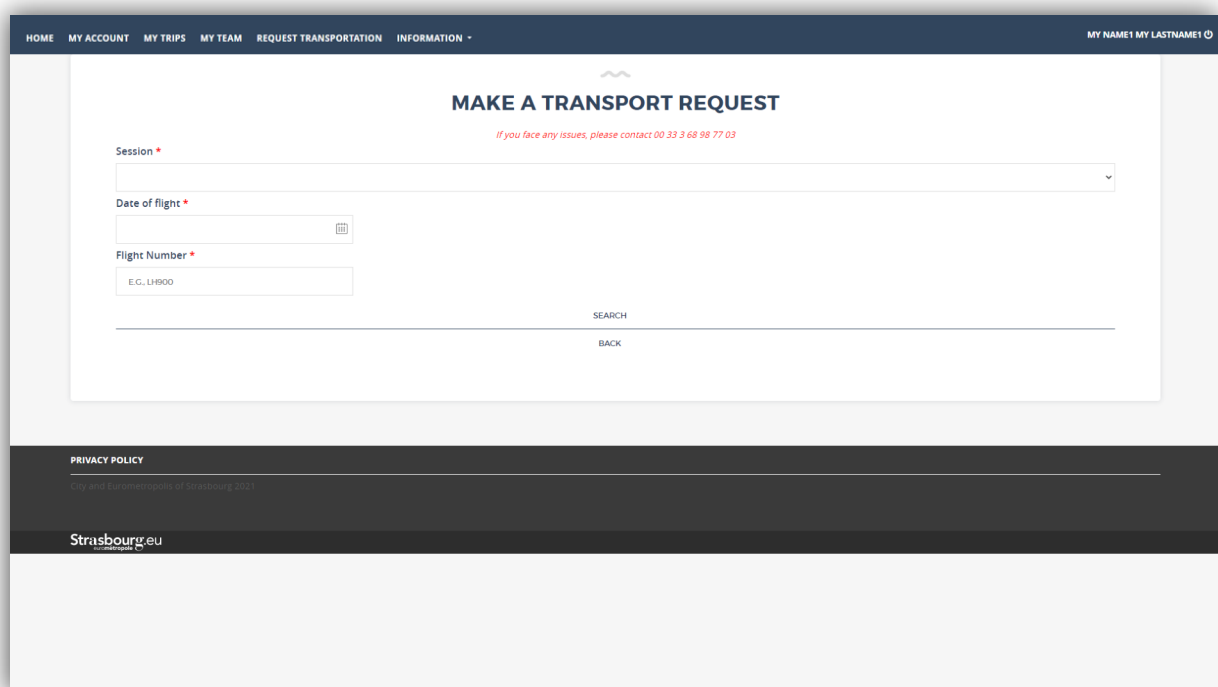 HOME MY ACCOUNT MY TRIPS MY TEAM REQUEST TRANSPORTATION INFORMATION MY NAME1 MY LASTNAME1
MAKE A TRANSPORT REQUEST
If you face any issues, please contact 00 33 3 68 98 77 03
Session *
Date of flight *
Flight Number *
E.G., LH900
SEARCH
BACK
PRIVACY POLICY
City and Eurometropolis of Strasbourg 2021
Strasbourg.eu
eurométropole